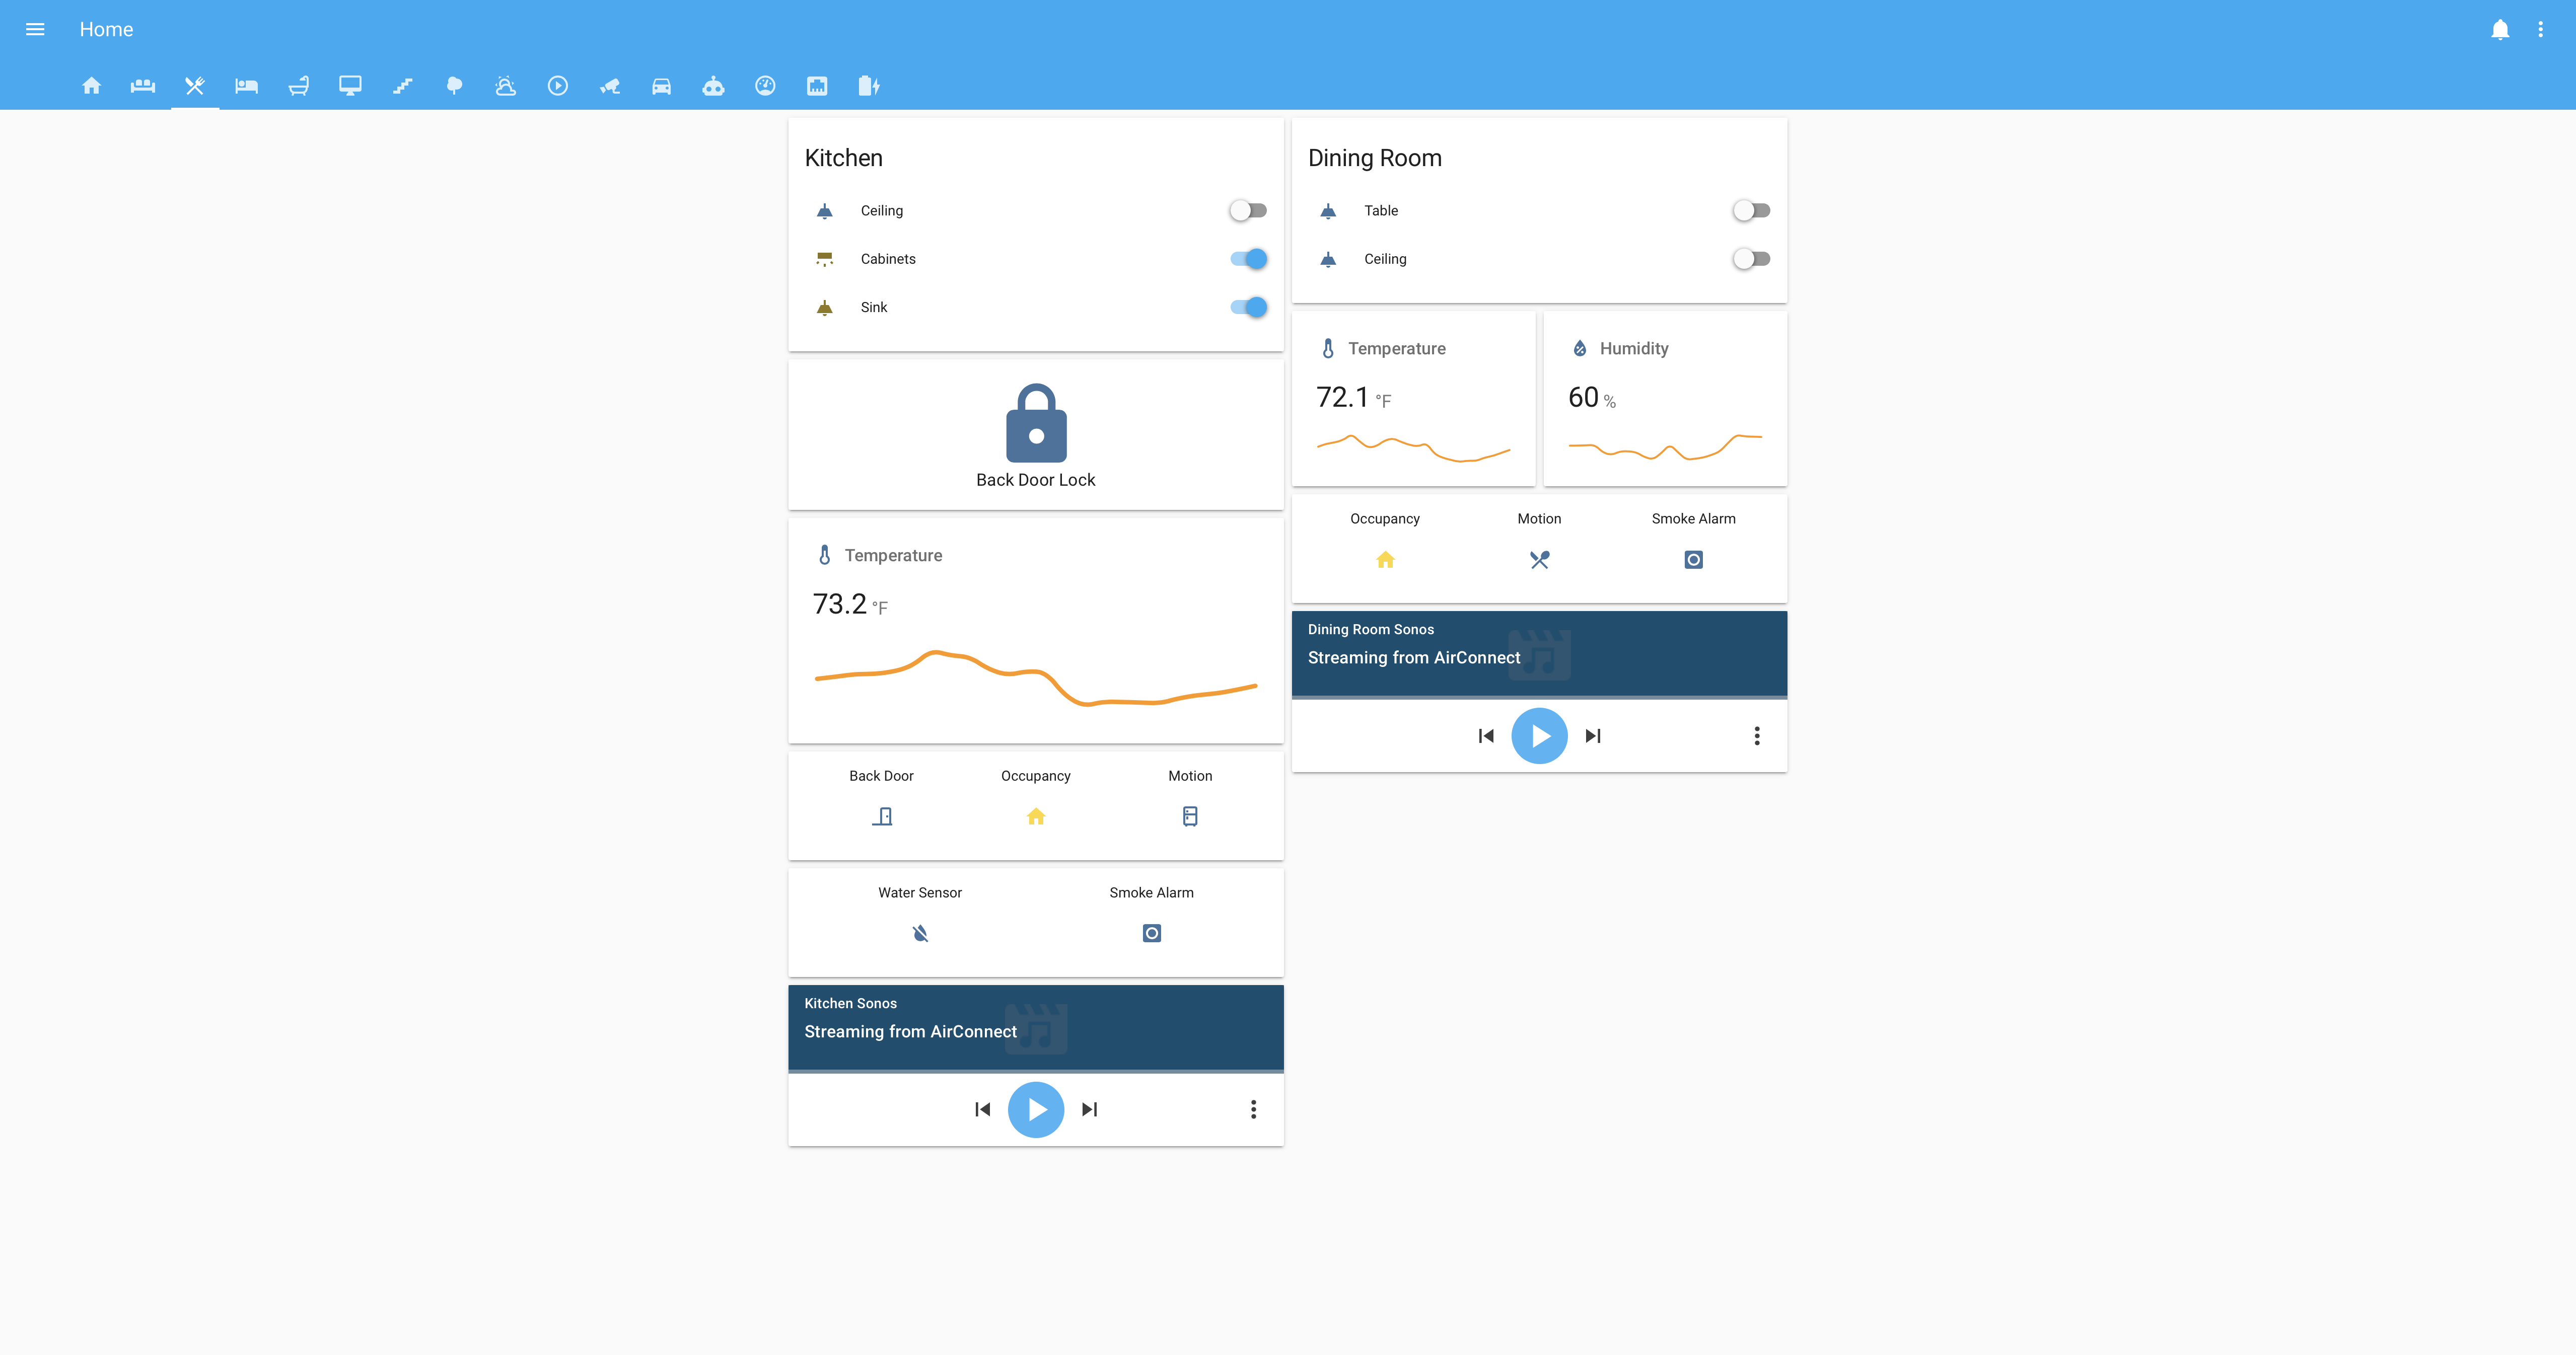 Home
Kitchen
Ceiling
Cabinets
Sink
Back Door Lock
Temperature
73.2 °F
Back Door Occupancy Motion
Water Sensor Smoke Alarm
Kitchen Sonos
Streaming from AirConnect
Dining Room
Table
Ceiling
Temperature
72.1 °F
Humidity
60 %
Occupancy Motion Smoke Alarm
Dining Room Sonos
Streaming from AirConnect